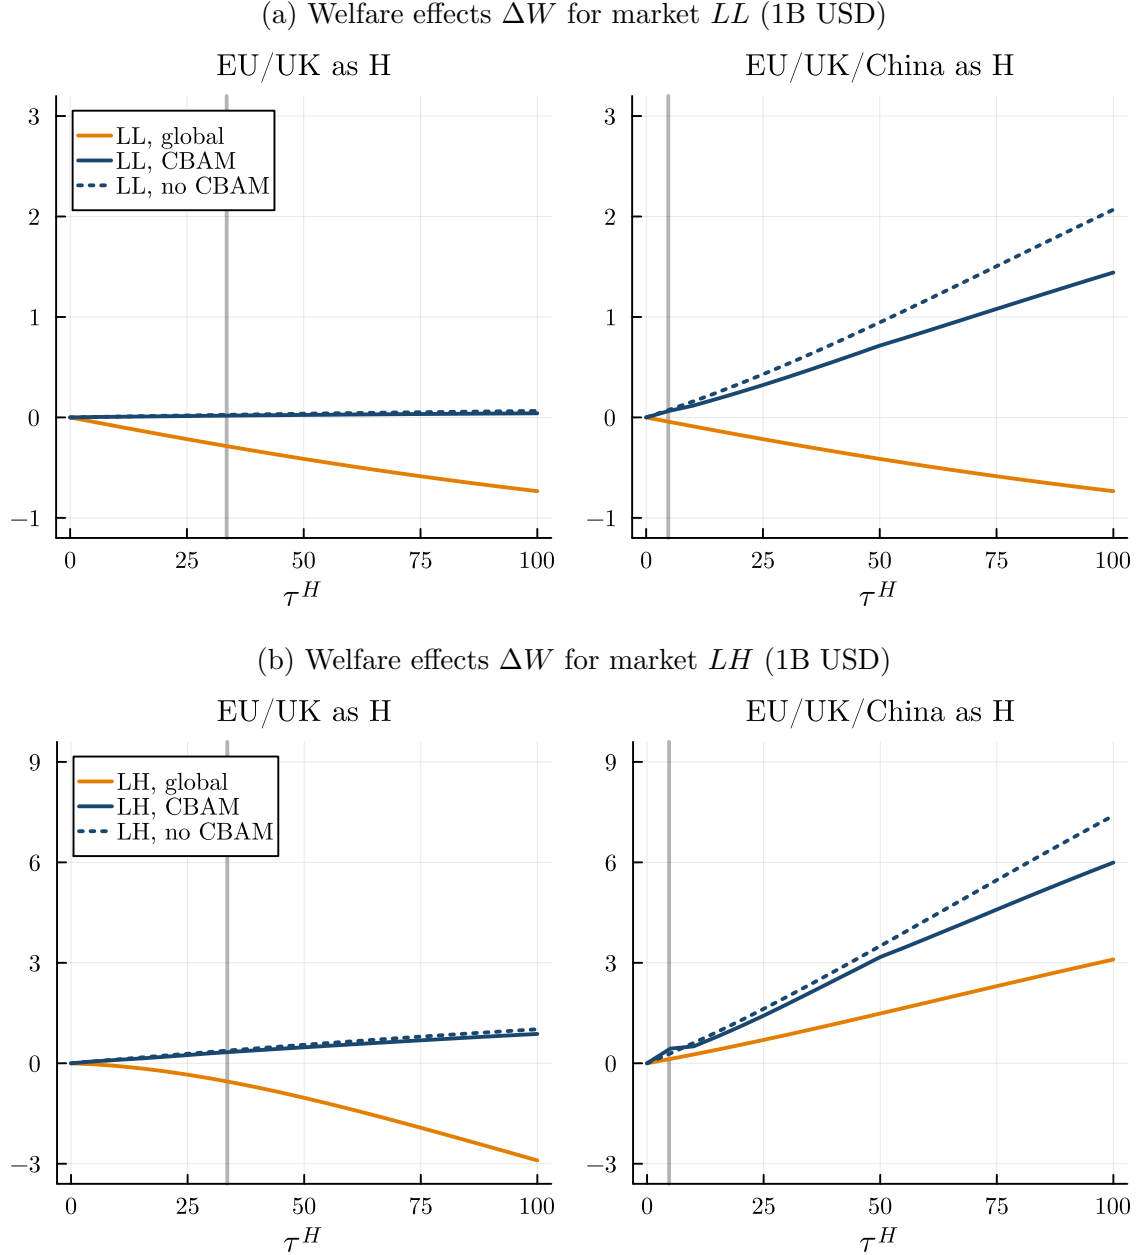 (a) Welfare effects ΔW for market LL (1B USD)
EU/UK as H
3
2
1
0
−1
LL, global
LL, CBAM
LL, no CBAM
0 25 50 75 100
τ^H
EU/UK/China as H
3
2
1
0
−1
0 25 50 75 100
τ^H
(b) Welfare effects ΔW for market LH (1B USD)
EU/UK as H
9
6
3
0
−3
LH, global
LH, CBAM
LH, no CBAM
0 25 50 75 100
τ^H
EU/UK/China as H
9
6
3
0
−3
0 25 50 75 100
τ^H